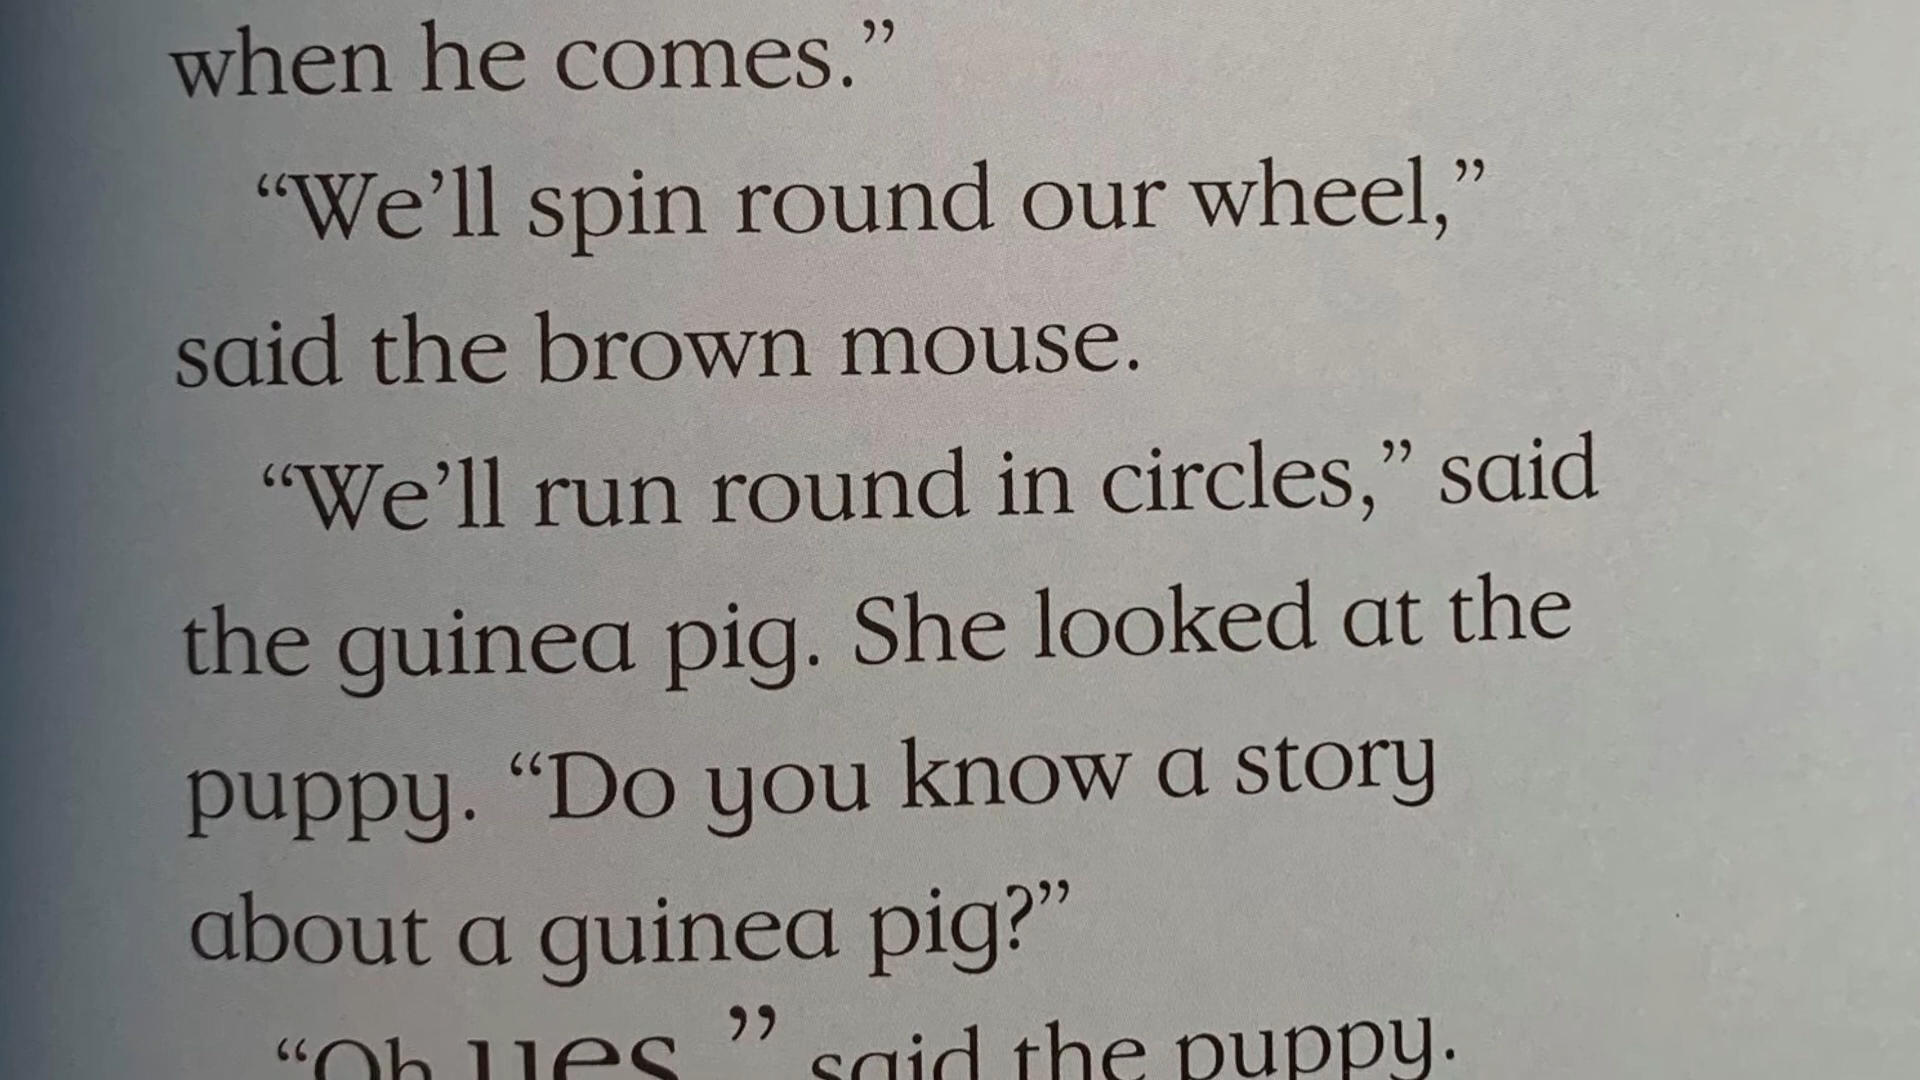 when he comes.”
“We’ll spin round our wheel,”
said the brown mouse.
“We’ll run round in circles,” said
the guinea pig. She looked at the
puppy. “Do you know a story
about a guinea pig?”
“Oh yes,” said the puppy.